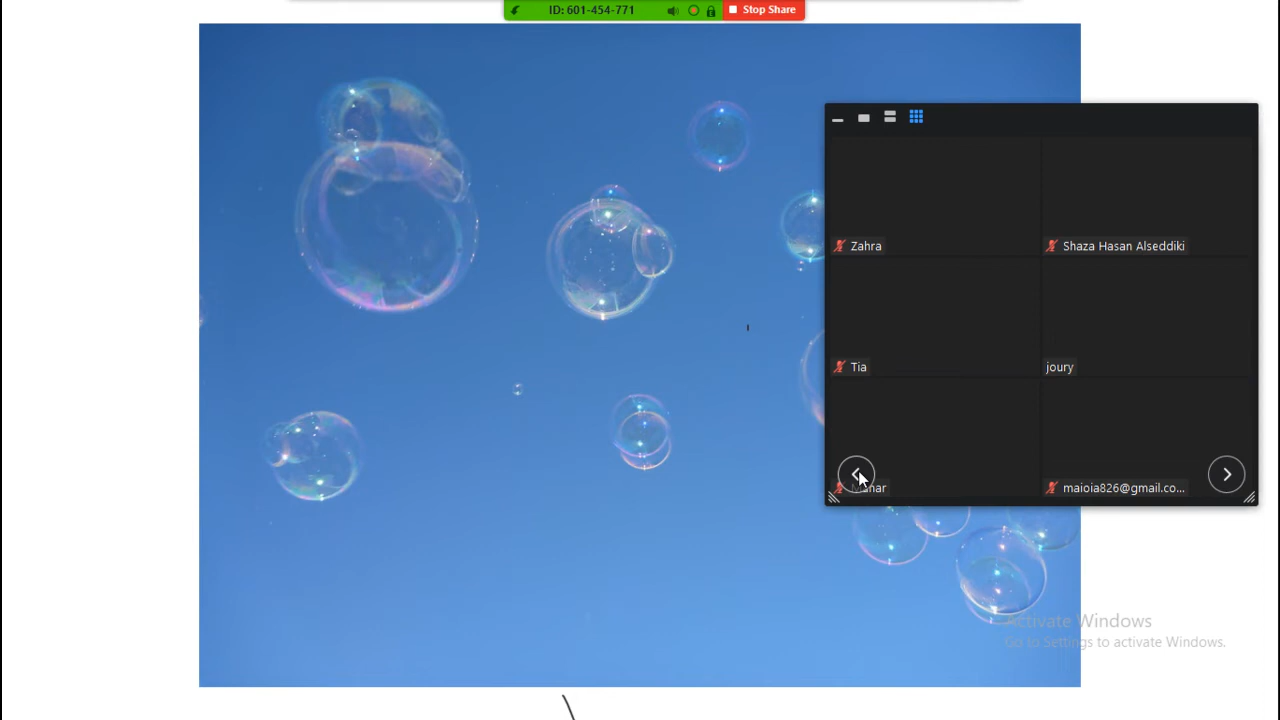 ID: 601-454-771
Stop Share
Zahra
Shaza Hasan Alseddiki
Tia
joury
Manar
maioia826@gmail.co...
Activate Windows
Go to Settings to activate Windows.